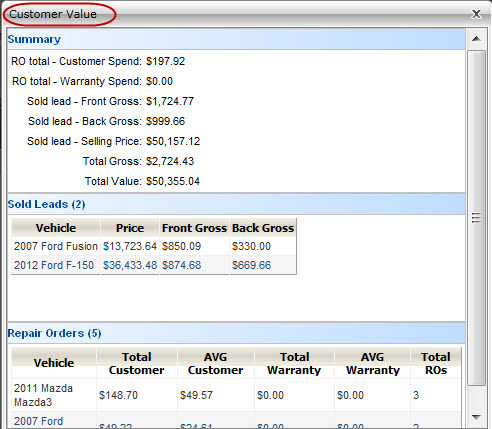 Customer Value X
Summary
RO total - Customer Spend: $197.92
RO total - Warranty Spend: $0.00
Sold lead - Front Gross: $1,724.77
Sold lead - Back Gross: $999.66
Sold lead - Selling Price: $50,157.12
Total Gross: $2,724.43
Total Value: $50,355.04
Sold Leads (2)
Vehicle Price Front Gross Back Gross
2007 Ford Fusion $13,723.64 $850.09 $330.00
2012 Ford F-150 $36,433.48 $874.68 $669.66
Repair Orders (5)
Vehicle Total Customer AVG Customer Total Warranty AVG Warranty Total ROs
2011 Mazda Mazda3 $148.70 $49.57 $0.00 $0.00 3
2007 Ford $49.22 $24.61 $0.00 $0.00 2